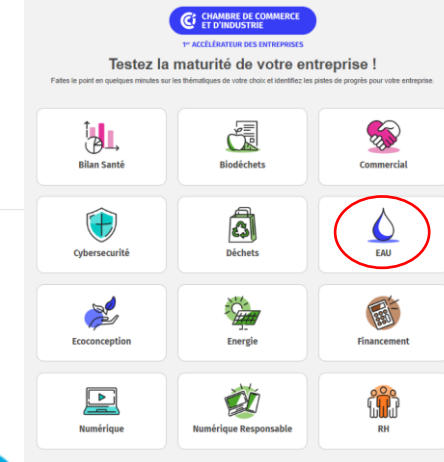 CHAMBRE DE COMMERCE
ET D'INDUSTRIE
1er ACCÉLÉRATEUR DES ENTREPRISES
Testez la maturité de votre entreprise !
Faites le point en quelques minutes sur les thématiques de votre choix et identifiez les pistes de progrès pour votre entreprise.
Bilan Santé
Biodéchets
Commercial
Cybersecurité
Déchets
EAU
Ecoconception
Energie
Financement
Numérique
Numérique Responsable
RH